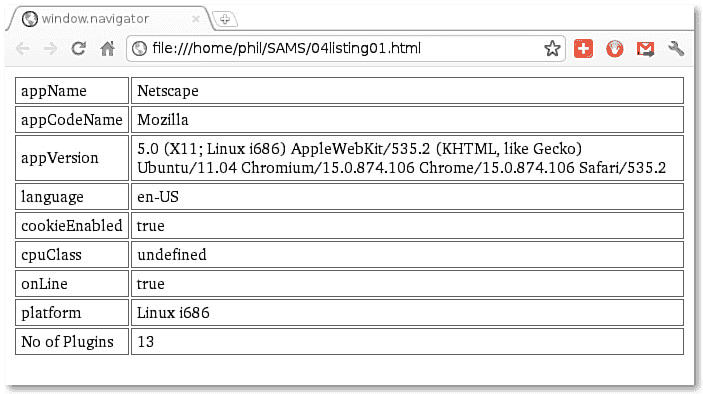 window.navigator
file:///home/phil/SAMS/04listing01.html
appName Netscape
appCodeName Mozilla
appVersion 5.0 (X11; Linux i686) AppleWebKit/535.2 (KHTML, like Gecko)
Ubuntu/11.04 Chromium/15.0.874.106 Chrome/15.0.874.106 Safari/535.2
language en-US
cookieEnabled true
cpuClass undefined
onLine true
platform Linux i686
No of Plugins 13